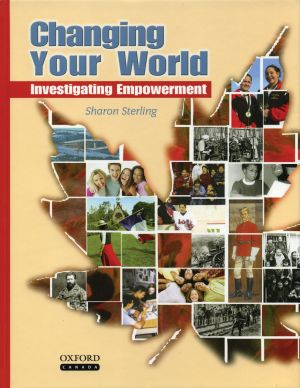 Changing
Your World
Investigating Empowerment
Sharon Sterling
OXFORD
CANADA